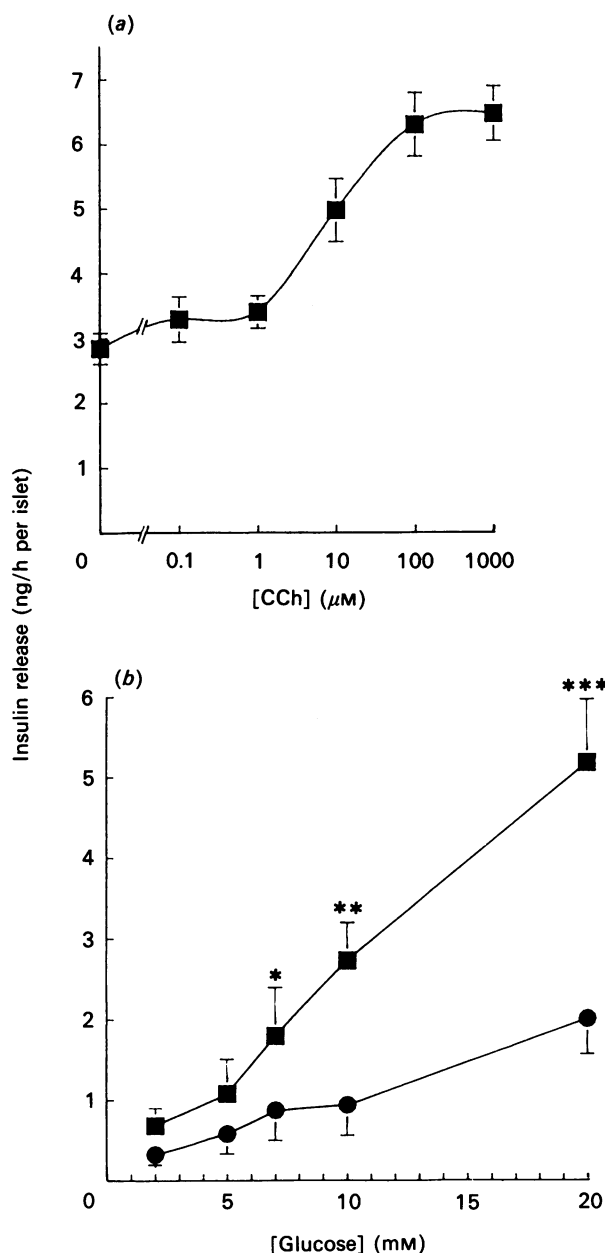 (a)
7
6
5
4
3
2
1
0
0.1 1 10 100 1000
[CCh] (μM)
Insulin release (ng/h per islet)
(b)
6
5
4
3
2
1
0
* ** ***
5 10 15 20
[Glucose] (mM)